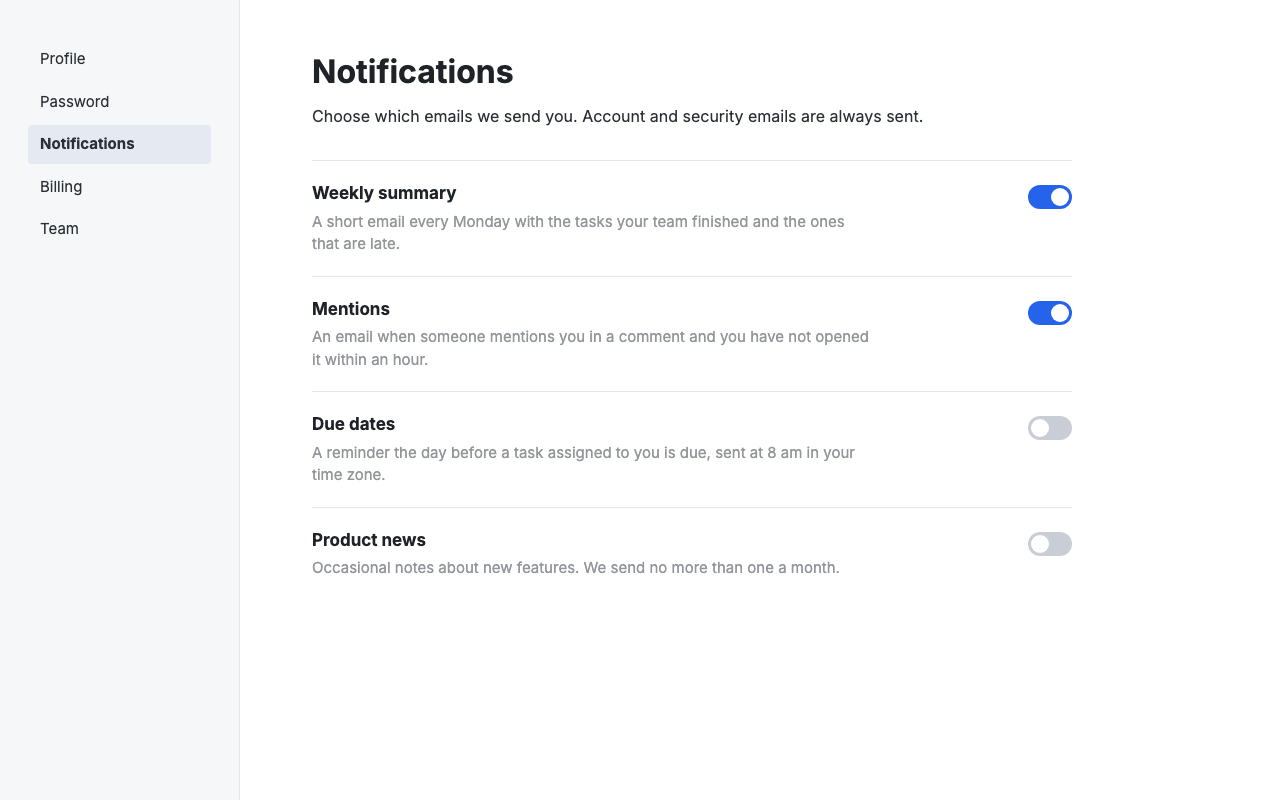 Profile
Password
Notifications
Billing
Team
Notifications
Choose which emails we send you. Account and security emails are always sent.
Weekly summary
A short email every Monday with the tasks your team finished and the ones
that are late.
Mentions
An email when someone mentions you in a comment and you have not opened
it within an hour.
Due dates
A reminder the day before a task assigned to you is due, sent at 8 am in your
time zone.
Product news
Occasional notes about new features. We send no more than one a month.